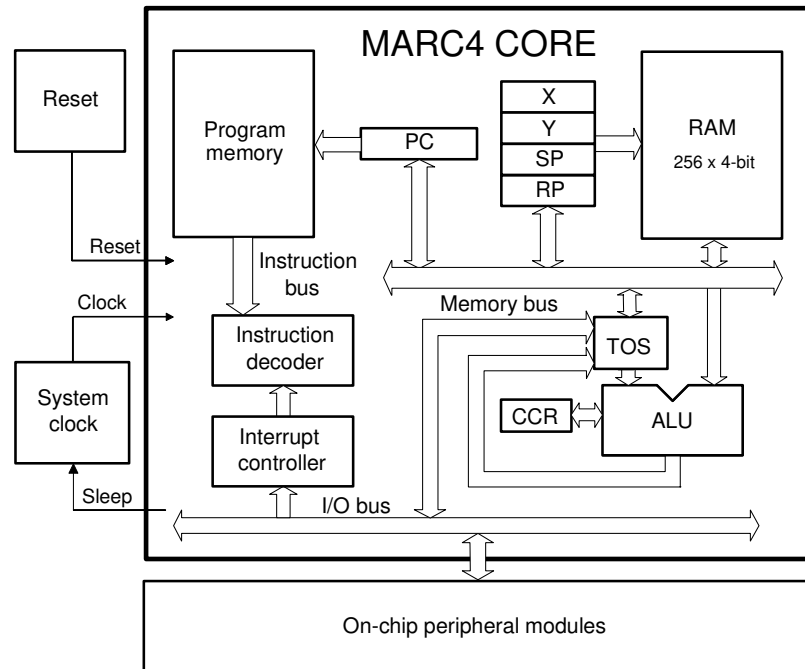 MARC4 CORE
Reset
Program
memory
PC
X
Y
SP
RP
RAM
256 x 4-bit
Reset
Instruction
bus
Clock
Memory bus
Instruction
decoder
TOS
System
clock
CCR
ALU
Interrupt
controller
Sleep
I/O bus
On-chip peripheral modules